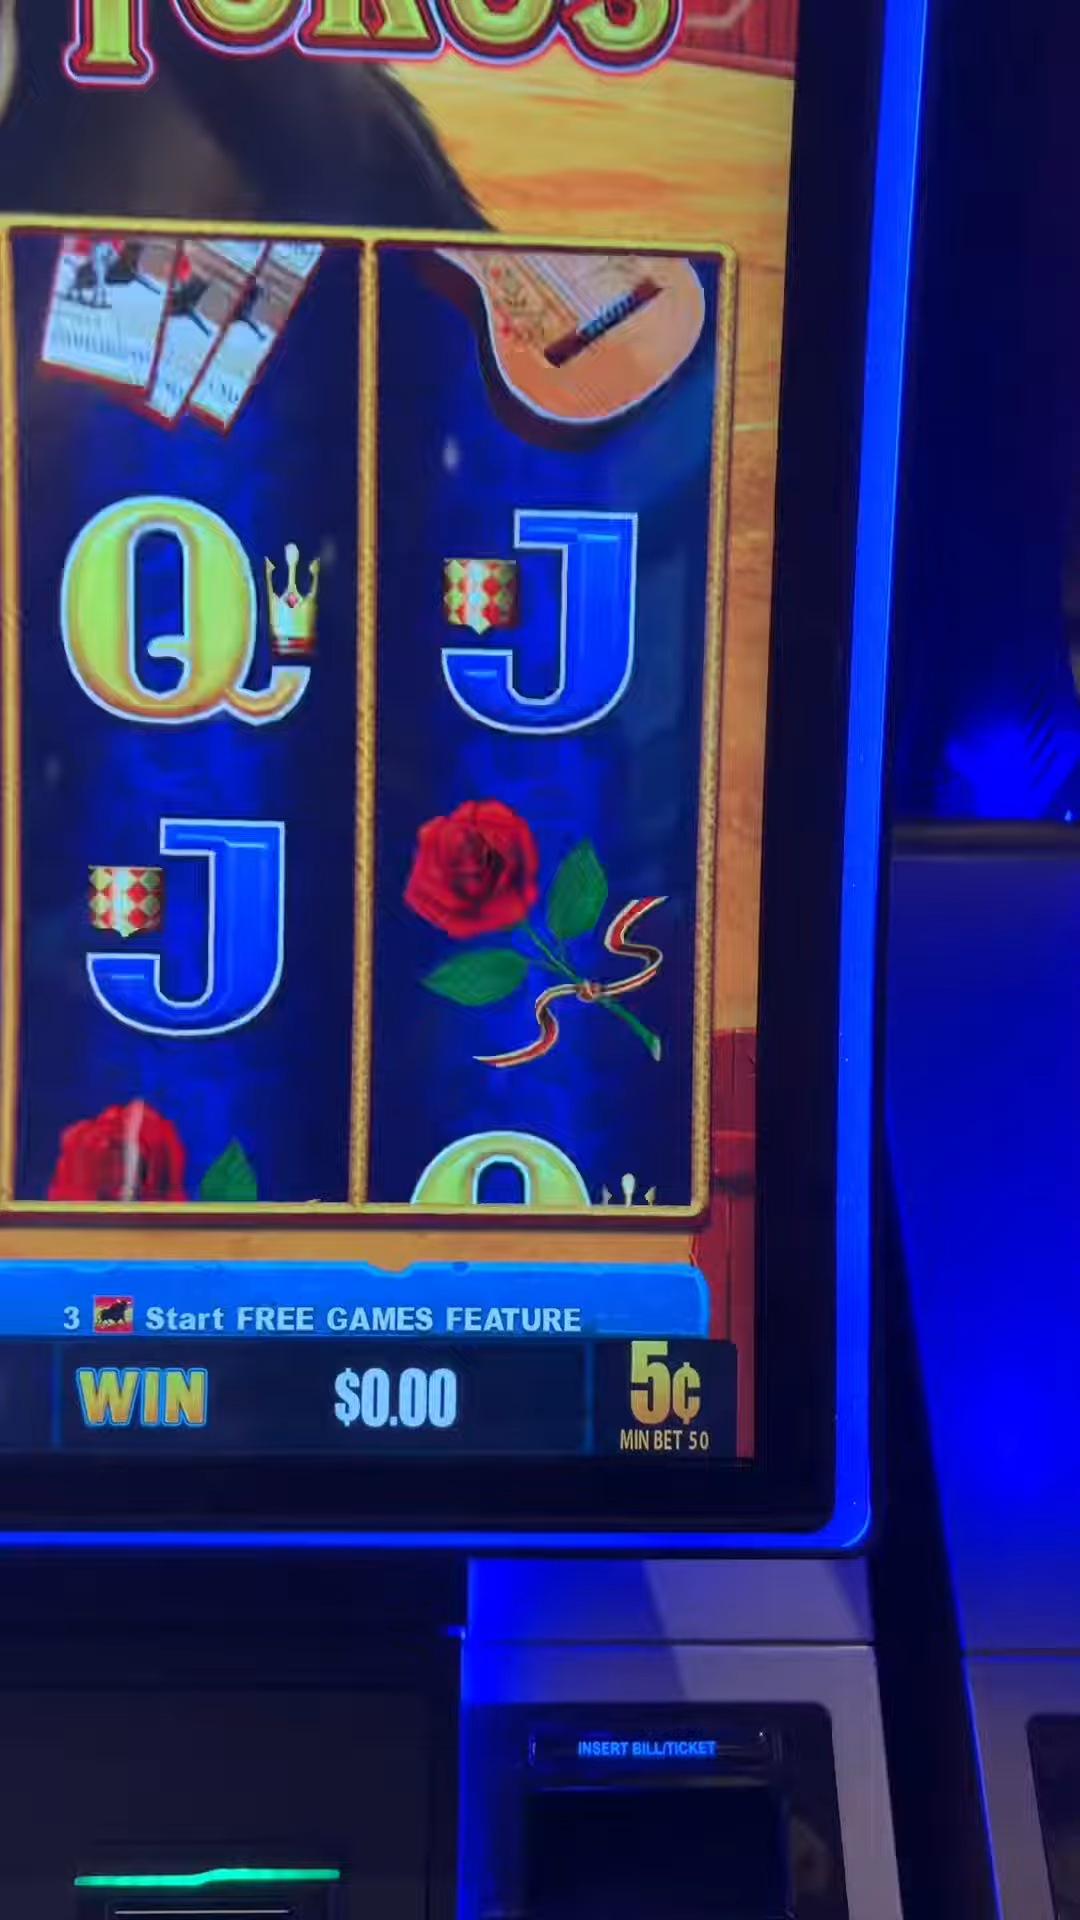 Q
J
J
Q
3 Start FREE GAMES FEATURE
WIN $0.00 5¢
MIN BET 50
INSERT BILL/TICKET